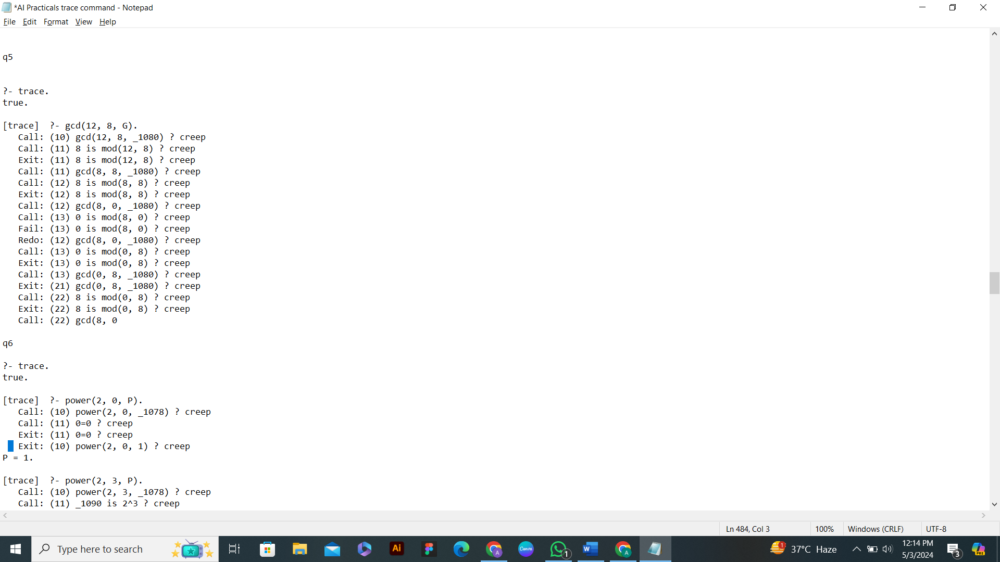 *AI Practicals trace command - Notepad
File Edit Format View Help
q5
?- trace.
true.
[trace]  ?- gcd(12, 8, G).
   Call: (10) gcd(12, 8, _1080) ? creep
   Call: (11) 8 is mod(12, 8) ? creep
   Exit: (11) 8 is mod(12, 8) ? creep
   Call: (11) gcd(8, 8, _1080) ? creep
   Call: (12) 8 is mod(8, 8) ? creep
   Exit: (12) 8 is mod(8, 8) ? creep
   Call: (12) gcd(8, 0, _1080) ? creep
   Call: (13) 0 is mod(8, 0) ? creep
   Fail: (13) 0 is mod(8, 0) ? creep
   Redo: (12) gcd(8, 0, _1080) ? creep
   Call: (13) 0 is mod(0, 8) ? creep
   Exit: (13) 0 is mod(0, 8) ? creep
   Call: (13) gcd(0, 8, _1080) ? creep
   Exit: (21) gcd(0, 8, _1080) ? creep
   Call: (22) 8 is mod(0, 8) ? creep
   Exit: (22) 8 is mod(0, 8) ? creep
   Call: (22) gcd(8, 0
q6
?- trace.
true.
[trace]  ?- power(2, 0, P).
   Call: (10) power(2, 0, _1078) ? creep
   Call: (11) 0=0 ? creep
   Exit: (11) 0=0 ? creep
   Exit: (10) power(2, 0, 1) ? creep
P = 1.
[trace]  ?- power(2, 3, P).
   Call: (10) power(2, 3, _1078) ? creep
   Call: (11) _1090 is 2^3 ? creep
Ln 484, Col 3
100%
Windows (CRLF)
UTF-8
Type here to search
Ai
Canva
1
W
A
A
1
37°C Haze
12:14 PM
5/3/2024
3
PRE